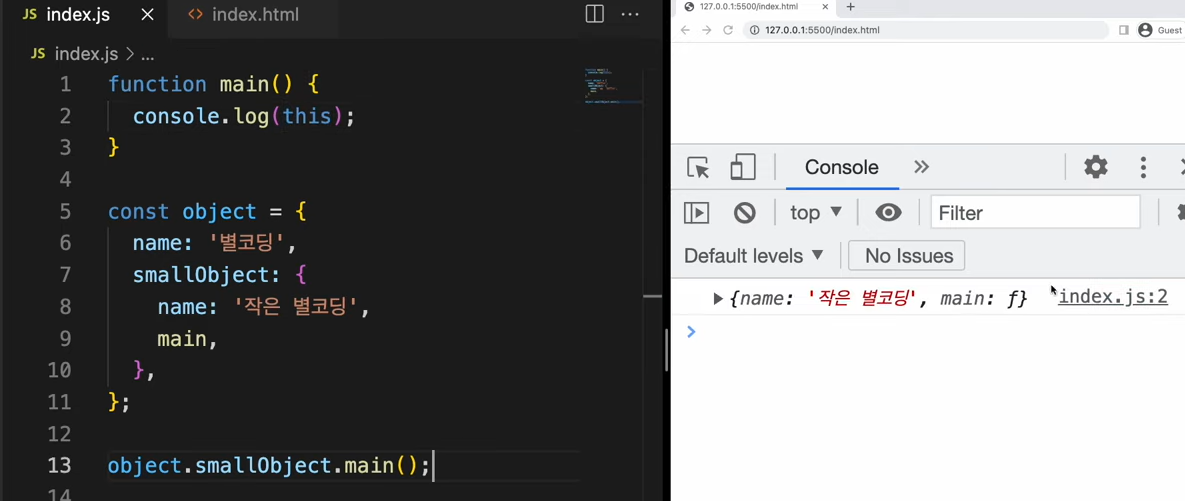 JS index.js × <> index.html ...
JS index.js > ...
1 function main() {
2 console.log(this);
3 }
4
5 const object = {
6 name: '별코딩',
7 smallObject: {
8 name: '작은 별코딩',
9 main,
10 },
11 };
12
13 object.smallObject.main();
14
127.0.0.1:5500/index.html × +
127.0.0.1:5500/index.html Guest
Console »
top ▼ Filter
Default levels ▼ No Issues
▶{name: '작은 별코딩', main: f} index.js:2
>